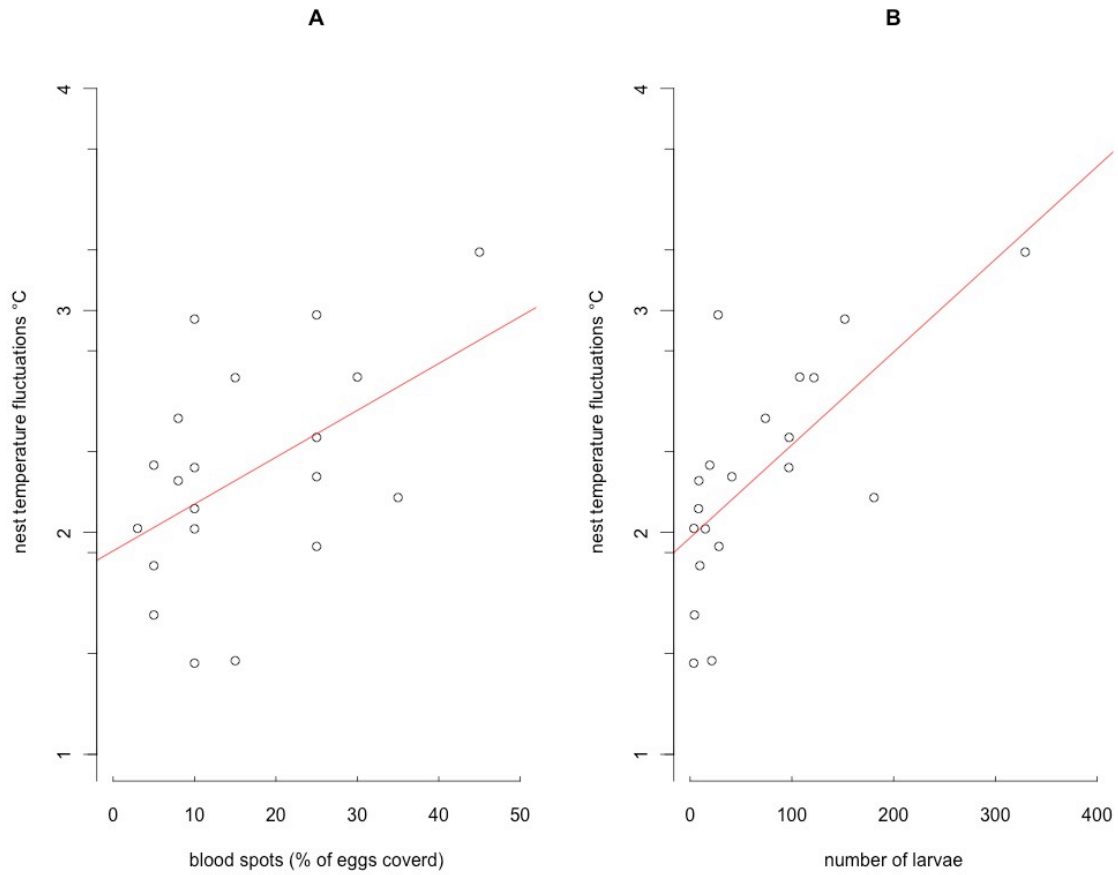 A
4
3
2
1
nest temperature fluctuations °C
0 10 20 30 40 50
blood spots (% of eggs coverd)
B
4
3
2
1
nest temperature fluctuations °C
0 100 200 300 400
number of larvae